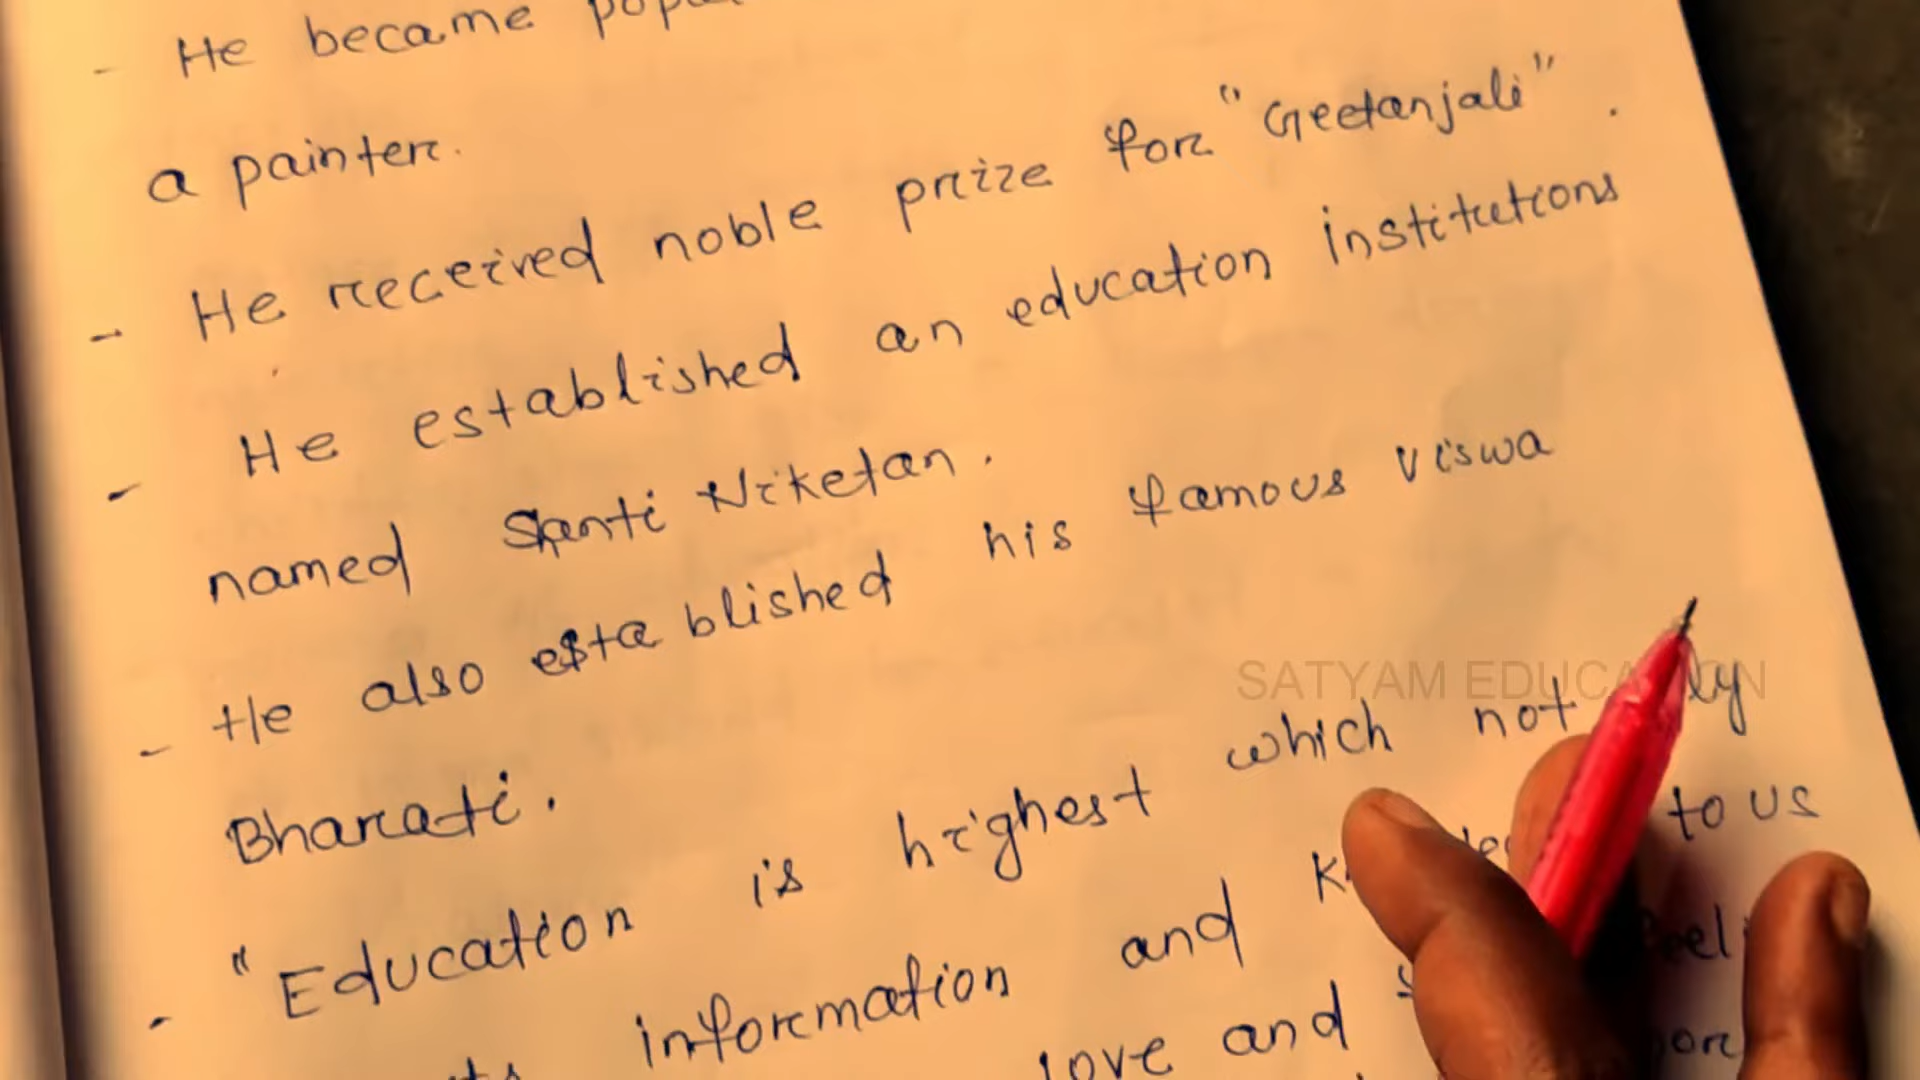 - He became
a painter.
- He received noble prize for "Geetanjali".
- He established an education institutions
named Shanti Niketan.
- He also established his famous viswa
Bharati.
SATYAM EDUCATION
- "Education is highest which not
information and to us
love and